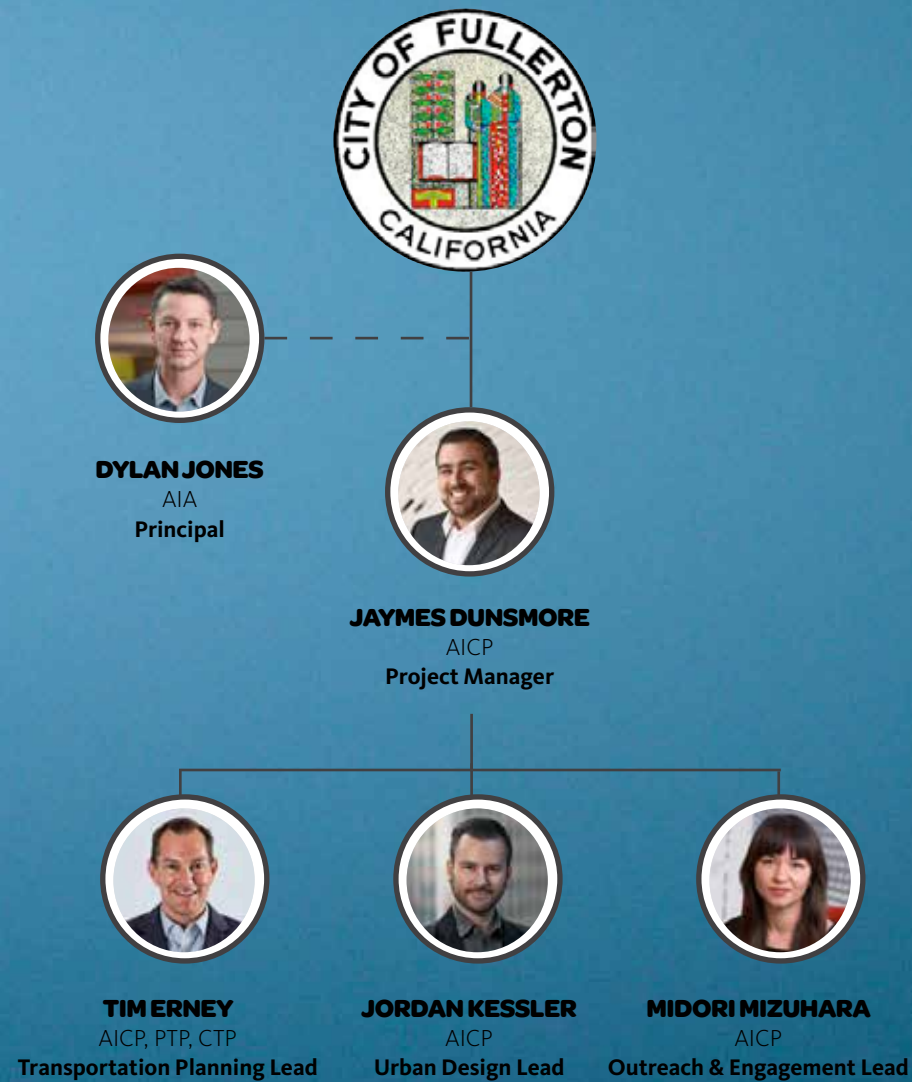 CITY OF FULLERTON
CALIFORNIA
DYLAN JONES
AIA
Principal
JAYMES DUNSMORE
AICP
Project Manager
TIM ERNEY
AICP, PTP, CTP
Transportation Planning Lead
JORDAN KESSLER
AICP
Urban Design Lead
MIDORI MIZUHARA
AICP
Outreach & Engagement Lead